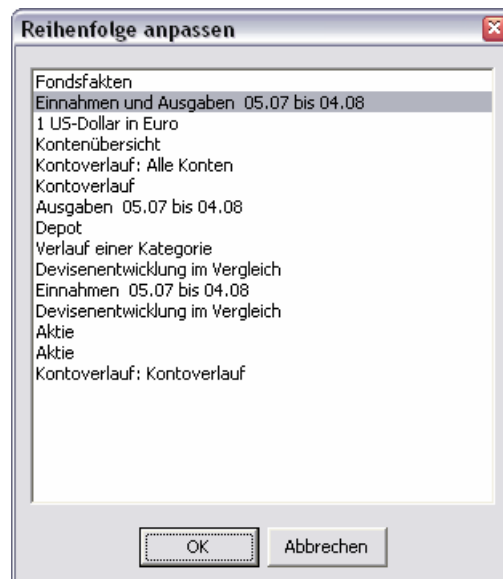 Reihenfolge anpassen
Fondsfakten
Einnahmen und Ausgaben  05.07 bis 04.08
1 US-Dollar in Euro
Kontenübersicht
Kontoverlauf: Alle Konten
Kontoverlauf
Ausgaben  05.07 bis 04.08
Depot
Verlauf einer Kategorie
Devisenentwicklung im Vergleich
Einnahmen  05.07 bis 04.08
Devisenentwicklung im Vergleich
Aktie
Aktie
Kontoverlauf: Kontoverlauf
OK
Abbrechen